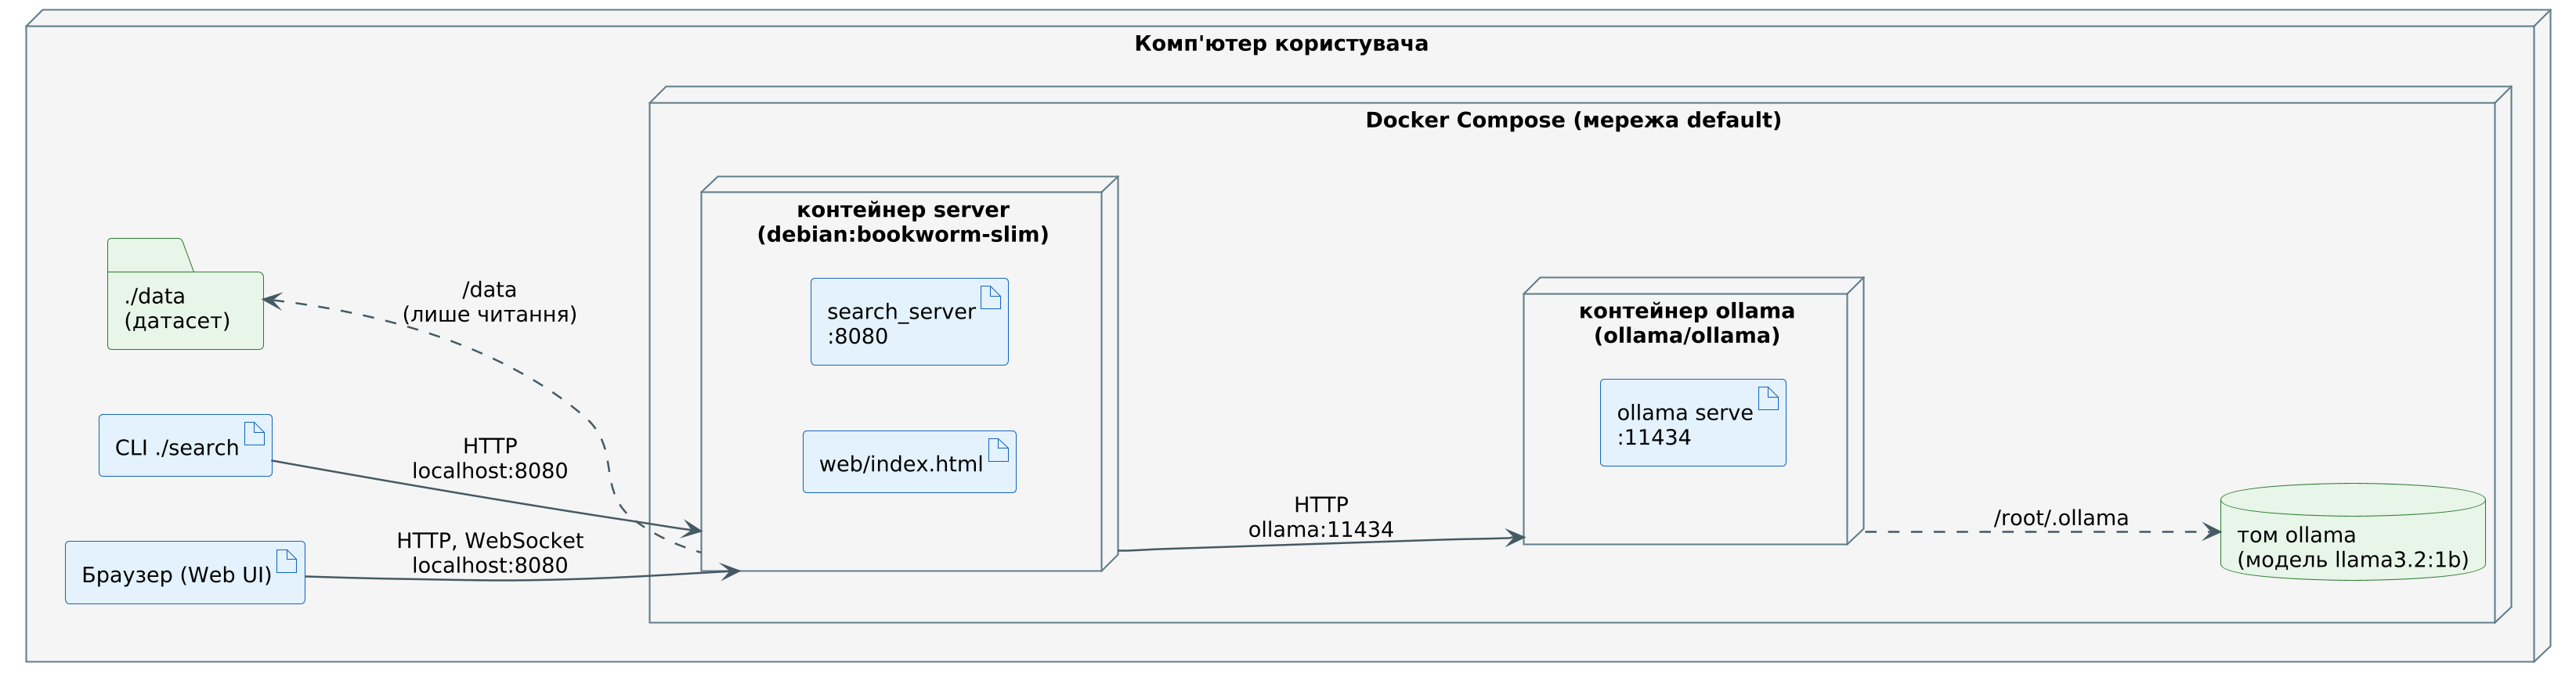 Комп'ютер користувача
Docker Compose (мережа default)
контейнер server
(debian:bookworm-slim)
search_server
:8080
web/index.html
./data
(датасет)
/data
(лише читання)
CLI ./search
HTTP
localhost:8080
Браузер (Web UI)
HTTP, WebSocket
localhost:8080
HTTP
ollama:11434
контейнер ollama
(ollama/ollama)
ollama serve
:11434
/root/.ollama
том ollama
(модель llama3.2:1b)